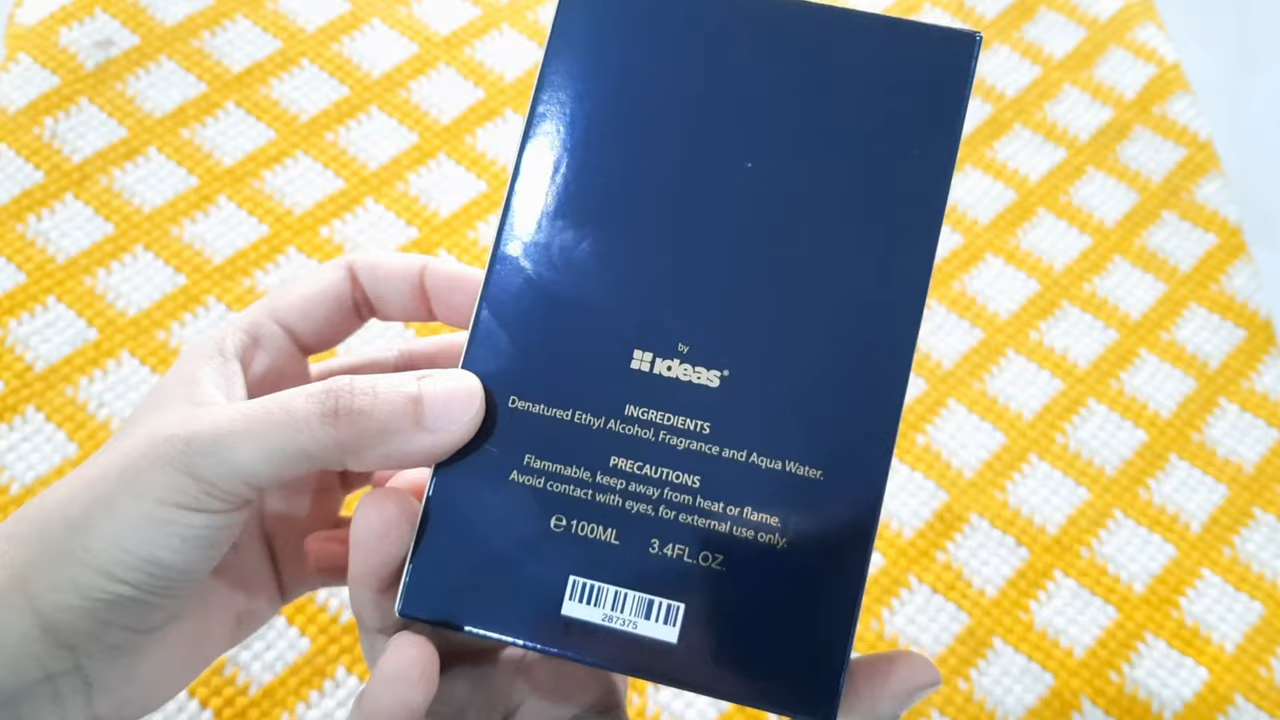 by
Ideas®
INGREDIENTS
Denatured Ethyl Alcohol, Fragrance and Aqua Water.
PRECAUTIONS
Flammable, keep away from heat or flame.
Avoid contact with eyes, for external use only.
℮ 100ML 3.4FL.OZ.
287375